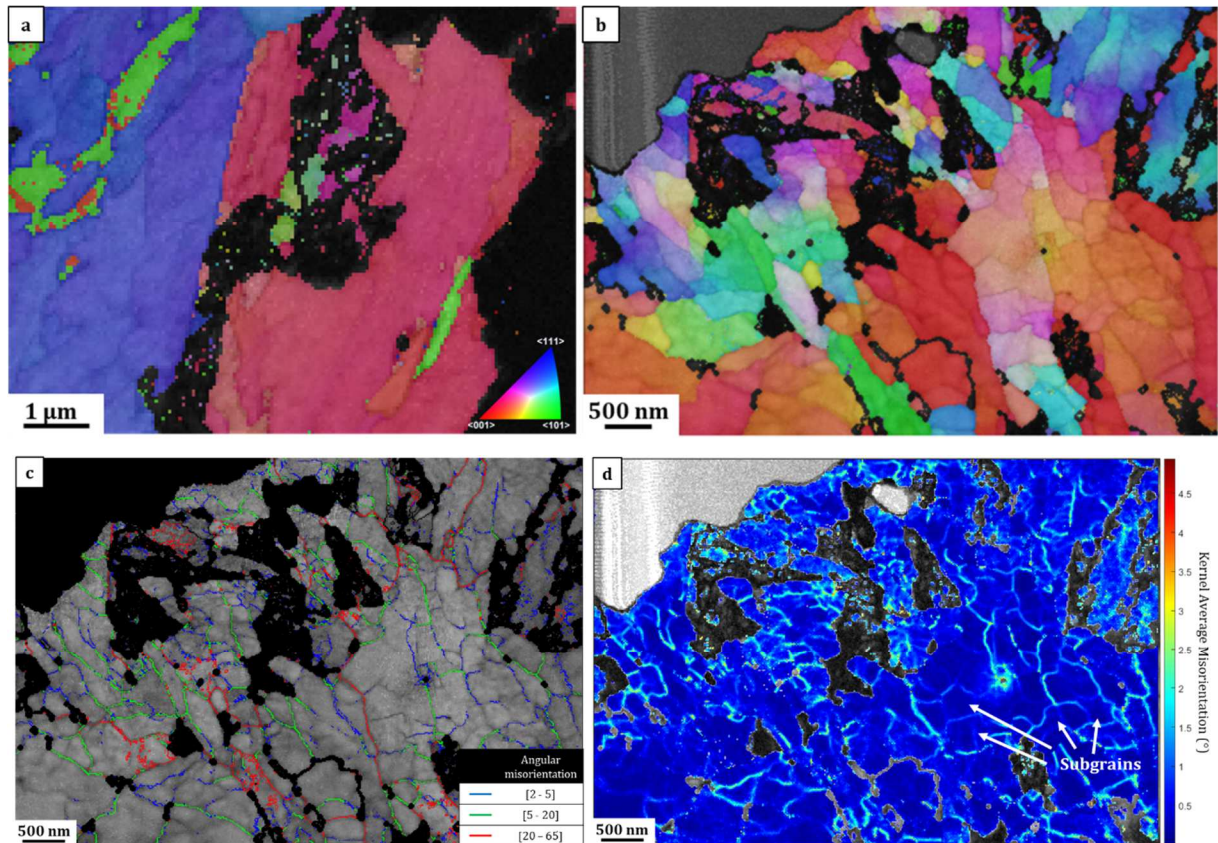 a
<111>
1 µm
<001>
<101>
b
500 nm
c
Angular
misorientation
[2 - 5]
[5 - 20]
[20 – 65]
500 nm
d
Subgrains
500 nm
4.5
4
3.5
3
2.5
2
1.5
1
0.5
Kernel Average Misorientation (°)